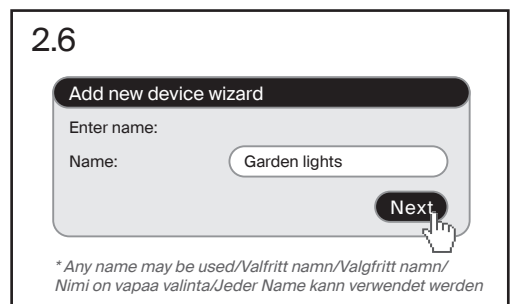 2.6
Add new device wizard
Enter name:
Name: Garden lights
Next
* Any name may be used/Valfritt namn/Valgfritt namn/
Nimi on vapaa valinta/Jeder Name kann verwendet werden